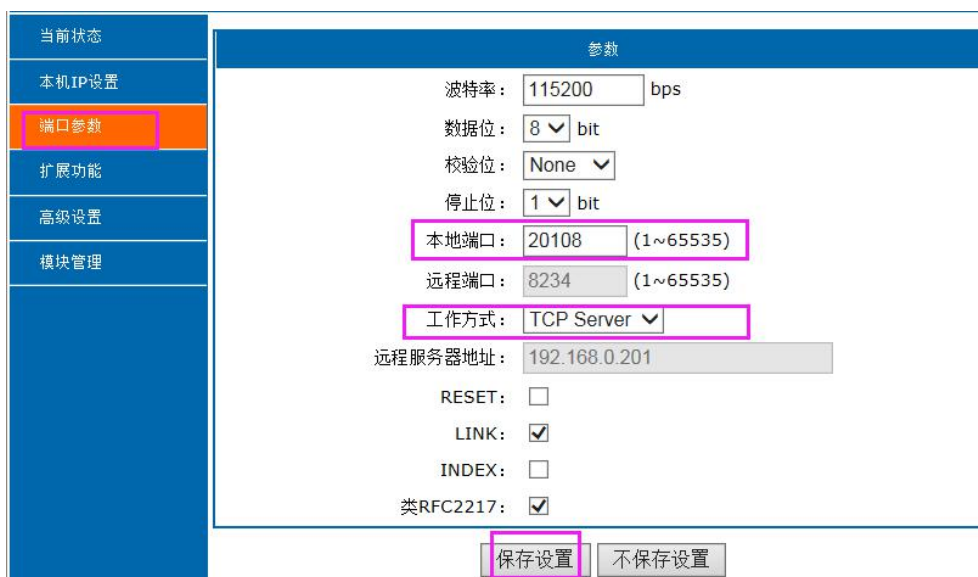 当前状态
本机IP设置
端口参数
扩展功能
高级设置
模块管理
参数
波特率： 115200 bps
数据位： 8 bit
校验位： None
停止位： 1 bit
本地端口： 20108 (1~65535)
远程端口： 8234 (1~65535)
工作方式： TCP Server
远程服务器地址： 192.168.0.201
RESET：
LINK：
INDEX：
类RFC2217：
保存设置 不保存设置